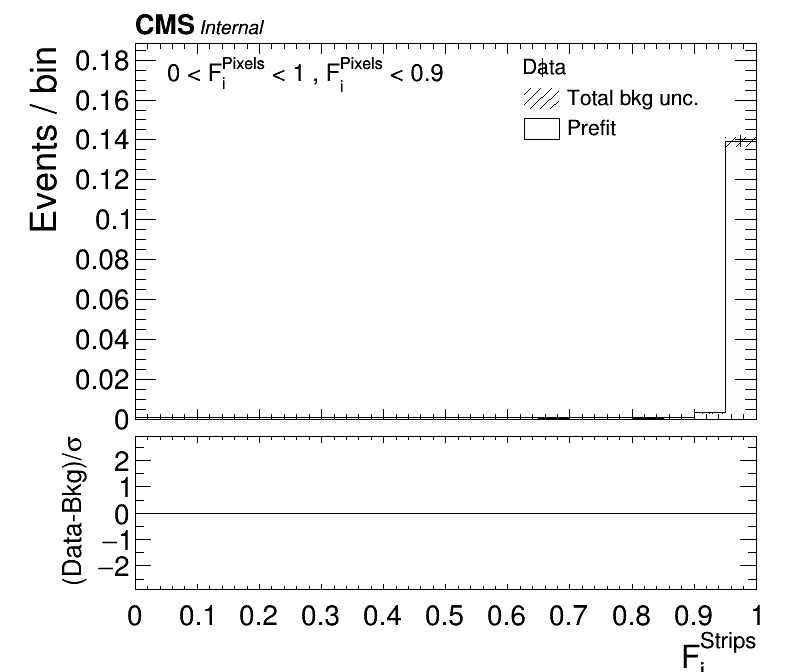 CMS Internal
0 < F_i^Pixels < 1 , F_i^Pixels < 0.9
Data
Total bkg unc.
Prefit
Events / bin
0.18
0.16
0.14
0.12
0.1
0.08
0.06
0.04
0.02
0
(Data-Bkg)/σ
2
1
0
−1
−2
0 0.1 0.2 0.3 0.4 0.5 0.6 0.7 0.8 0.9 1
F_i^Strips